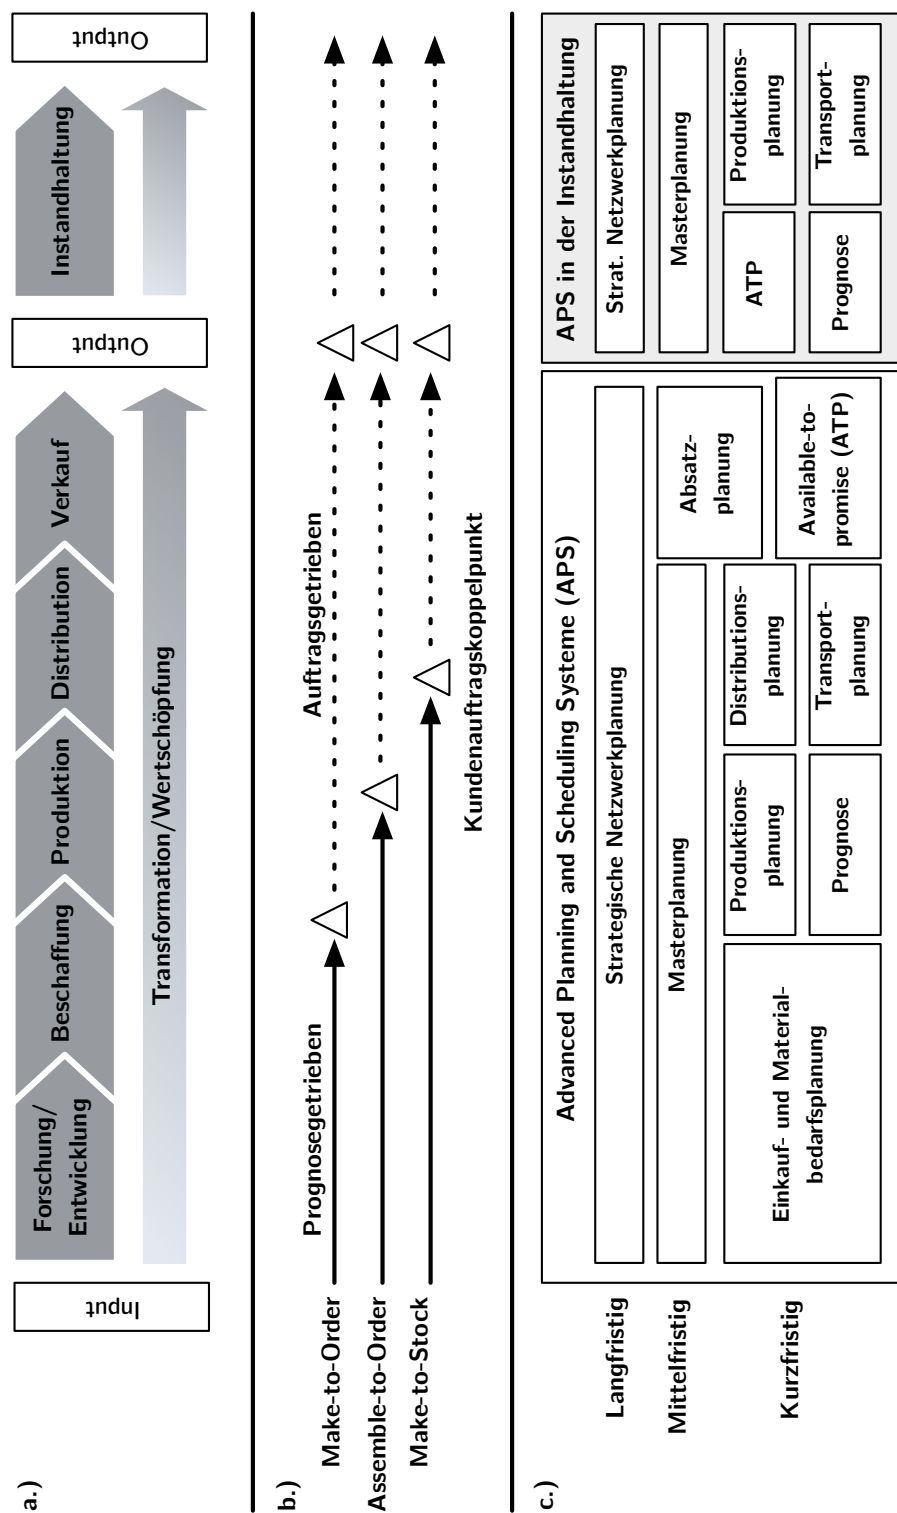 a.)
Input
Forschung/
Entwicklung
Beschaffung
Produktion
Distribution
Verkauf
Output
Instandhaltung
Output
Transformation/Wertschöpfung
b.)
Prognosegetrieben
Auftragsgetrieben
Make-to-Order
Assemble-to-Order
Make-to-Stock
Kundenauftragskoppelpunkt
c.)
Advanced Planning and Scheduling Systeme (APS)
APS in der Instandhaltung
Langfristig
Strategische Netzwerkplanung
Strat. Netzwerkplanung
Mittelfristig
Masterplanung
Absatz-
planung
Masterplanung
Kurzfristig
Einkauf- und Material-
bedarfsplanung
Produktions-
planung
Distributions-
planung
Prognose
Transport-
planung
Available-to-
promise (ATP)
ATP
Produktions-
planung
Prognose
Transport-
planung